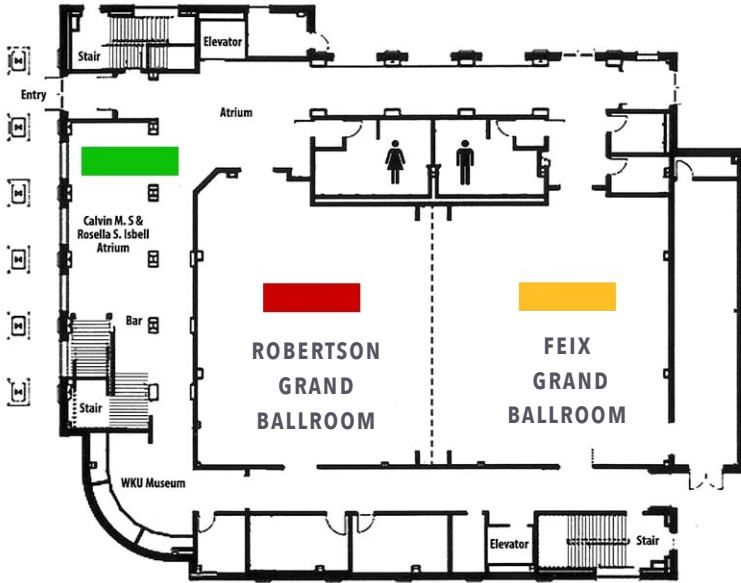 Stair
Elevator
Entry
Atrium
Calvin M. S &
Rosella S. Isbell
Atrium
Bar
ROBERTSON
GRAND
BALLROOM
FEIX
GRAND
BALLROOM
Stair
WKU Museum
Elevator
Stair